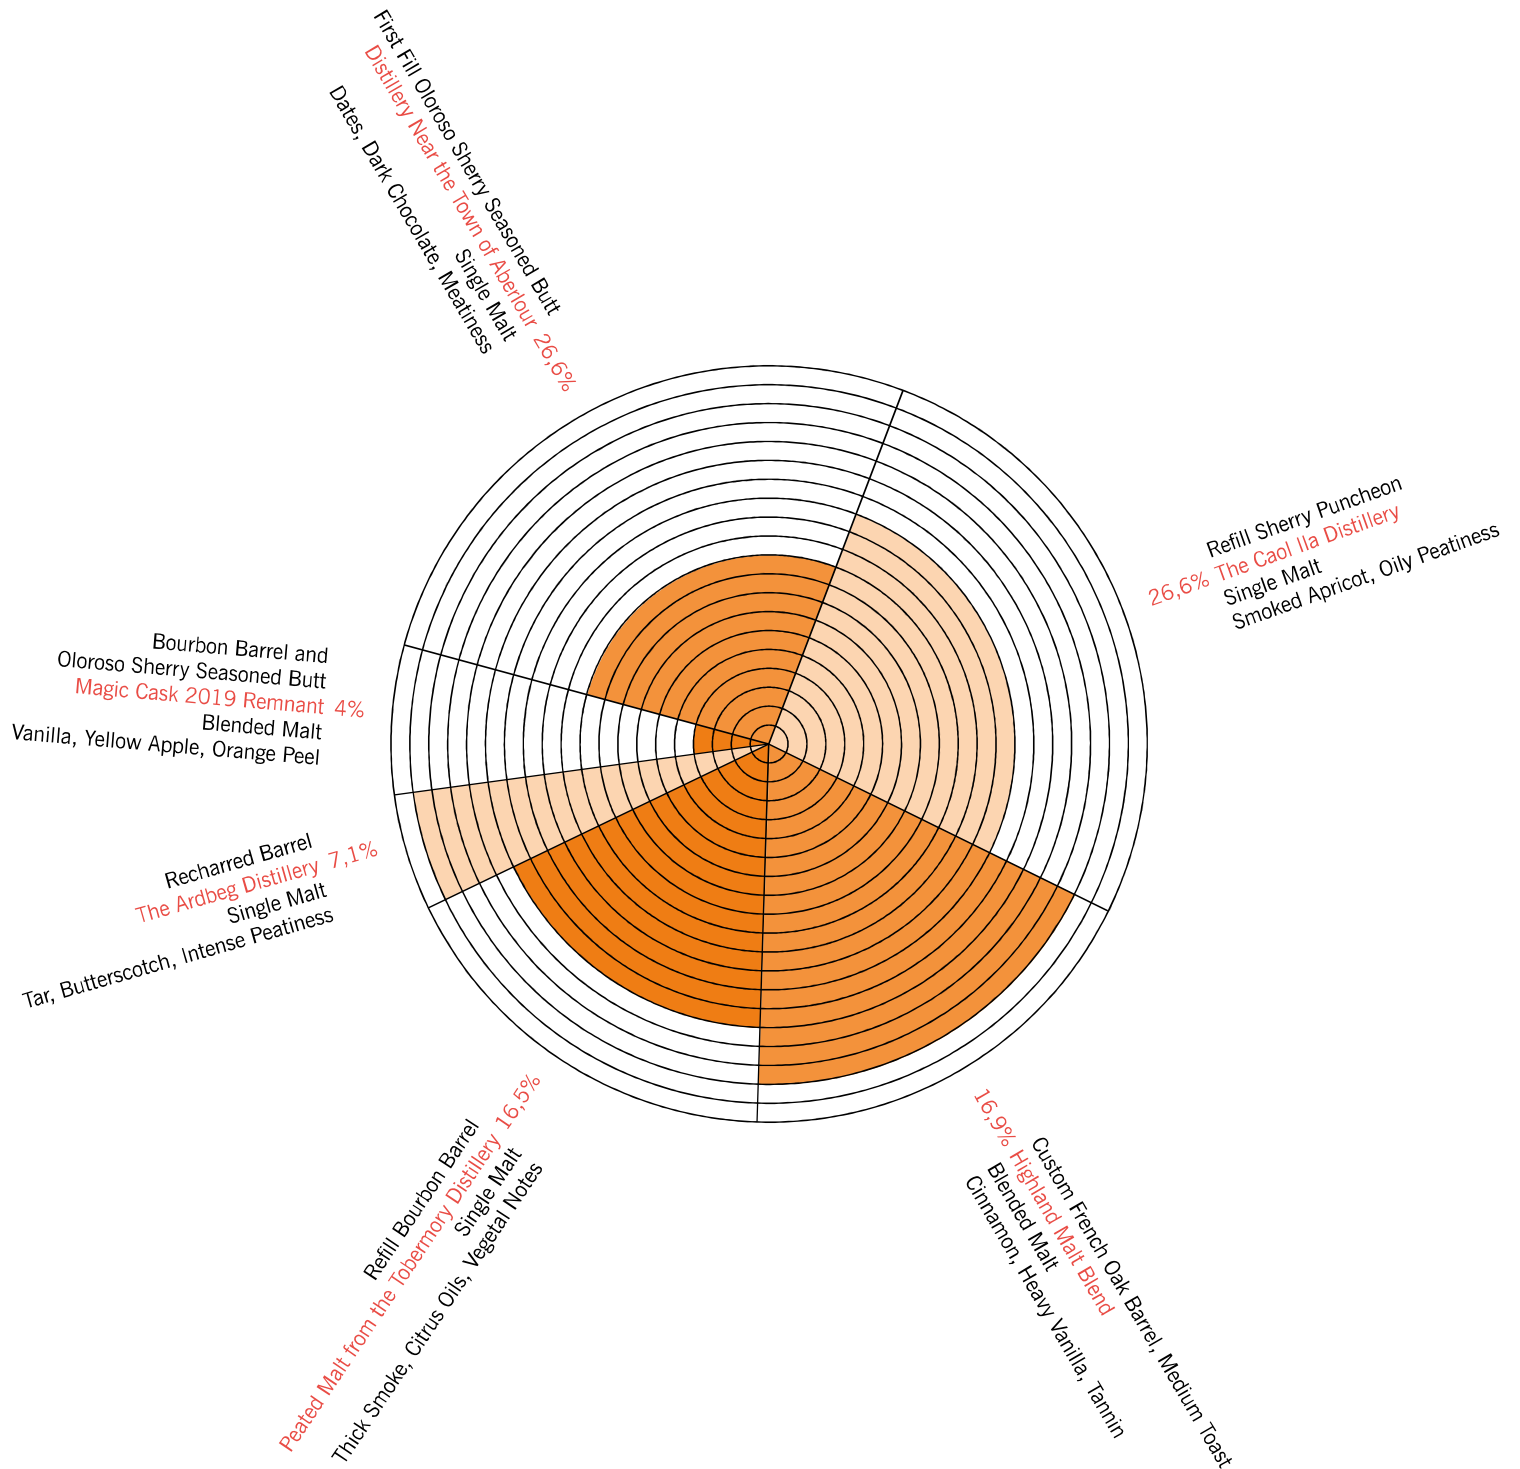 First Fill Oloroso Sherry Seasoned Butt
Distillery Near the Town of Aberlour 26,6%
Single Malt
Dates, Dark Chocolate, Meatiness
Refill Sherry Puncheon
26,6% The Caol Ila Distillery
Single Malt
Smoked Apricot, Oily Peatiness
Bourbon Barrel and
Oloroso Sherry Seasoned Butt
Magic Cask 2019 Remnant 4%
Blended Malt
Vanilla, Yellow Apple, Orange Peel
Recharred Barrel
The Ardbeg Distillery 7,1%
Single Malt
Tar, Butterscotch, Intense Peatiness
Refill Bourbon Barrel
Peated Malt from the Tobermory Distillery 16,5%
Single Malt
Thick Smoke, Citrus Oils, Vegetal Notes
Custom French Oak Barrel, Medium Toast
16,9% Highland Malt Blend
Blended Malt
Cinnamon, Heavy Vanilla, Tannin